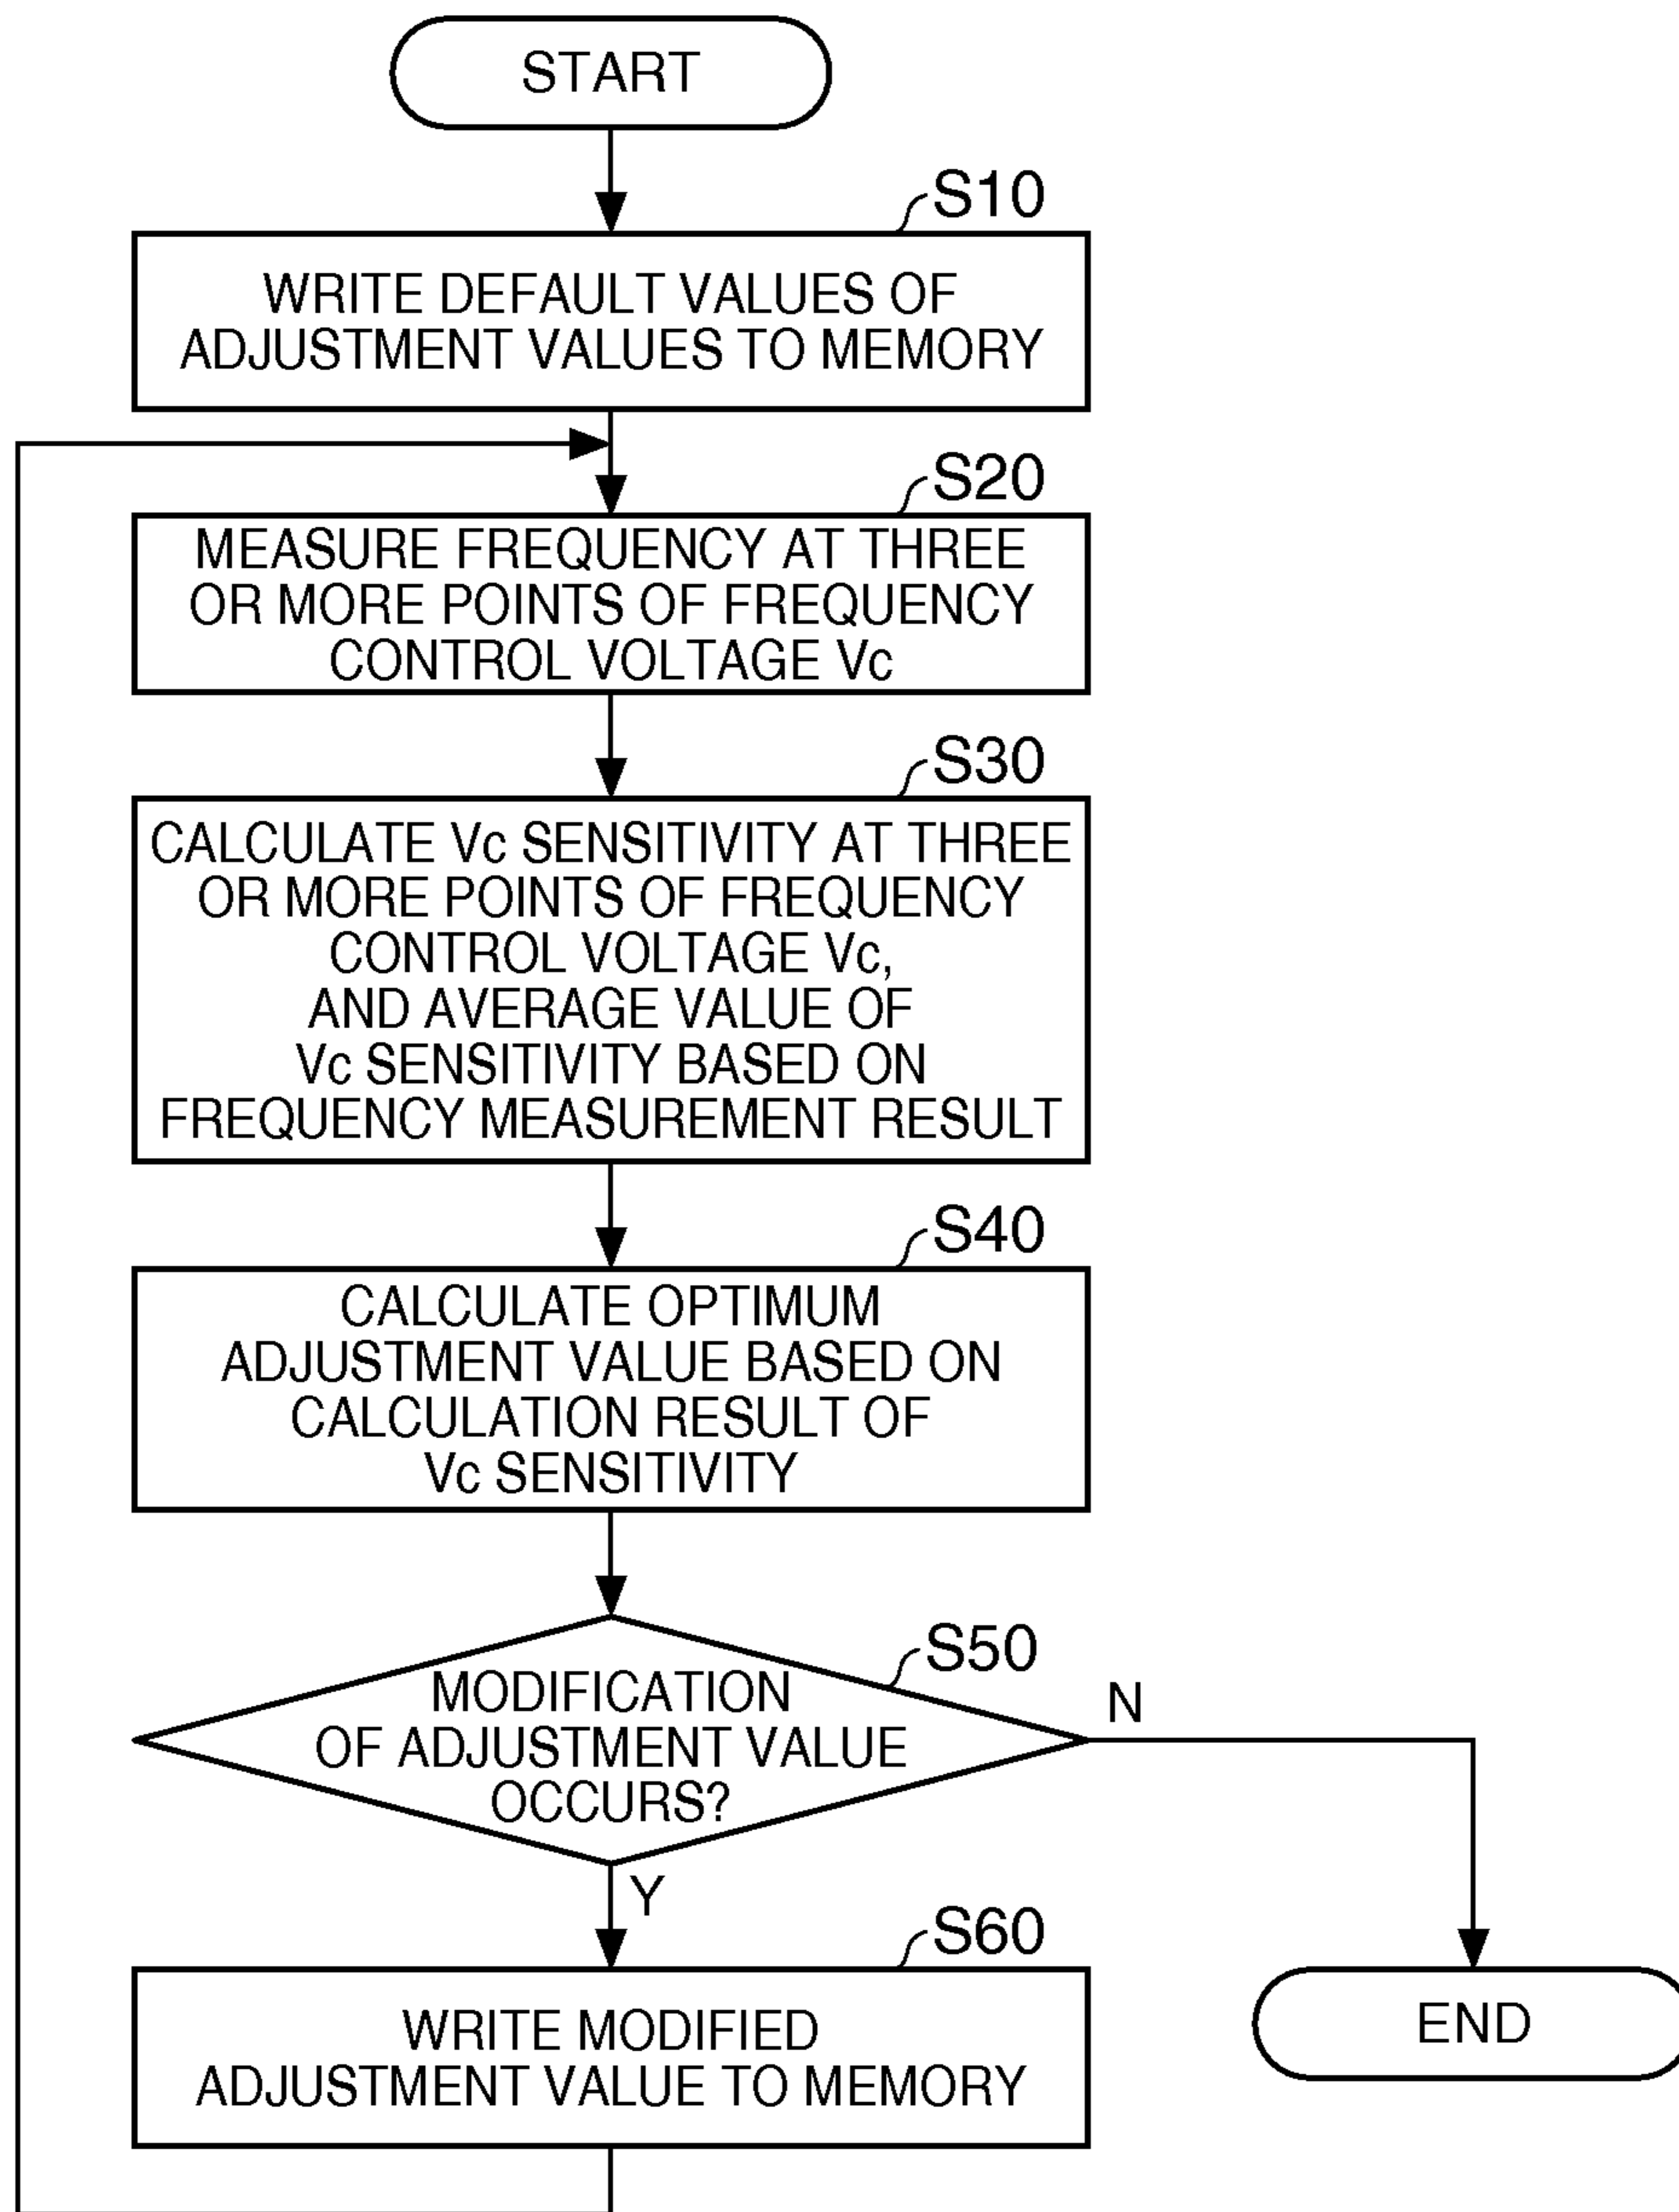 START
S10
WRITE DEFAULT VALUES OF
ADJUSTMENT VALUES TO MEMORY
S20
MEASURE FREQUENCY AT THREE
OR MORE POINTS OF FREQUENCY
CONTROL VOLTAGE Vc
S30
CALCULATE Vc SENSITIVITY AT THREE
OR MORE POINTS OF FREQUENCY
CONTROL VOLTAGE Vc,
AND AVERAGE VALUE OF
Vc SENSITIVITY BASED ON
FREQUENCY MEASUREMENT RESULT
S40
CALCULATE OPTIMUM
ADJUSTMENT VALUE BASED ON
CALCULATION RESULT OF
Vc SENSITIVITY
S50
MODIFICATION
OF ADJUSTMENT VALUE
OCCURS?
N
Y
S60
WRITE MODIFIED
ADJUSTMENT VALUE TO MEMORY
END